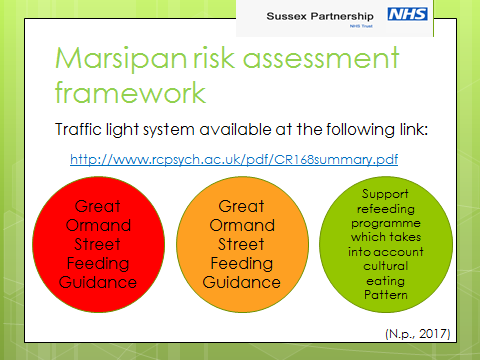 Sussex Partnership NHS
NHS Trust
Marsipan risk assessment
framework
Traffic light system available at the following link:
http://www.rcpsych.ac.uk/pdf/CR168summary.pdf
Great
Ormand
Street
Feeding
Guidance
Great
Ormand
Street
Feeding
Guidance
Support
refeeding
programme
which takes
into account
cultural
eating
Pattern
(N.p., 2017)